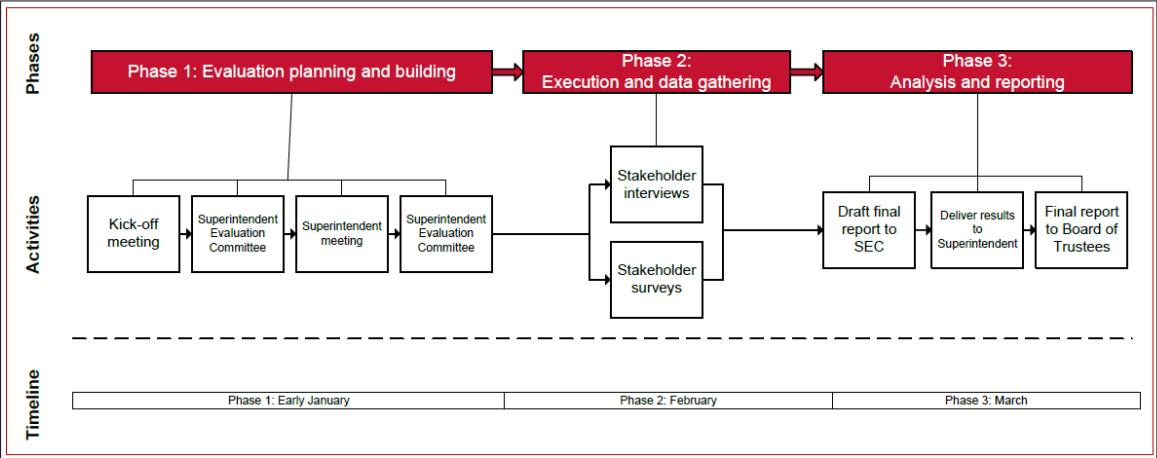 Phases
Phase 1: Evaluation planning and building
Phase 2:
Execution and data gathering
Phase 3:
Analysis and reporting
Activities
Kick-off
meeting
Superintendent
Evaluation
Committee
Superintendent
meeting
Superintendent
Evaluation
Committee
Stakeholder
interviews
Stakeholder
surveys
Draft final
report to
SEC
Deliver results
to
Superintendent
Final report
to Board of
Trustees
Timeline
Phase 1: Early January
Phase 2: February
Phase 3: March